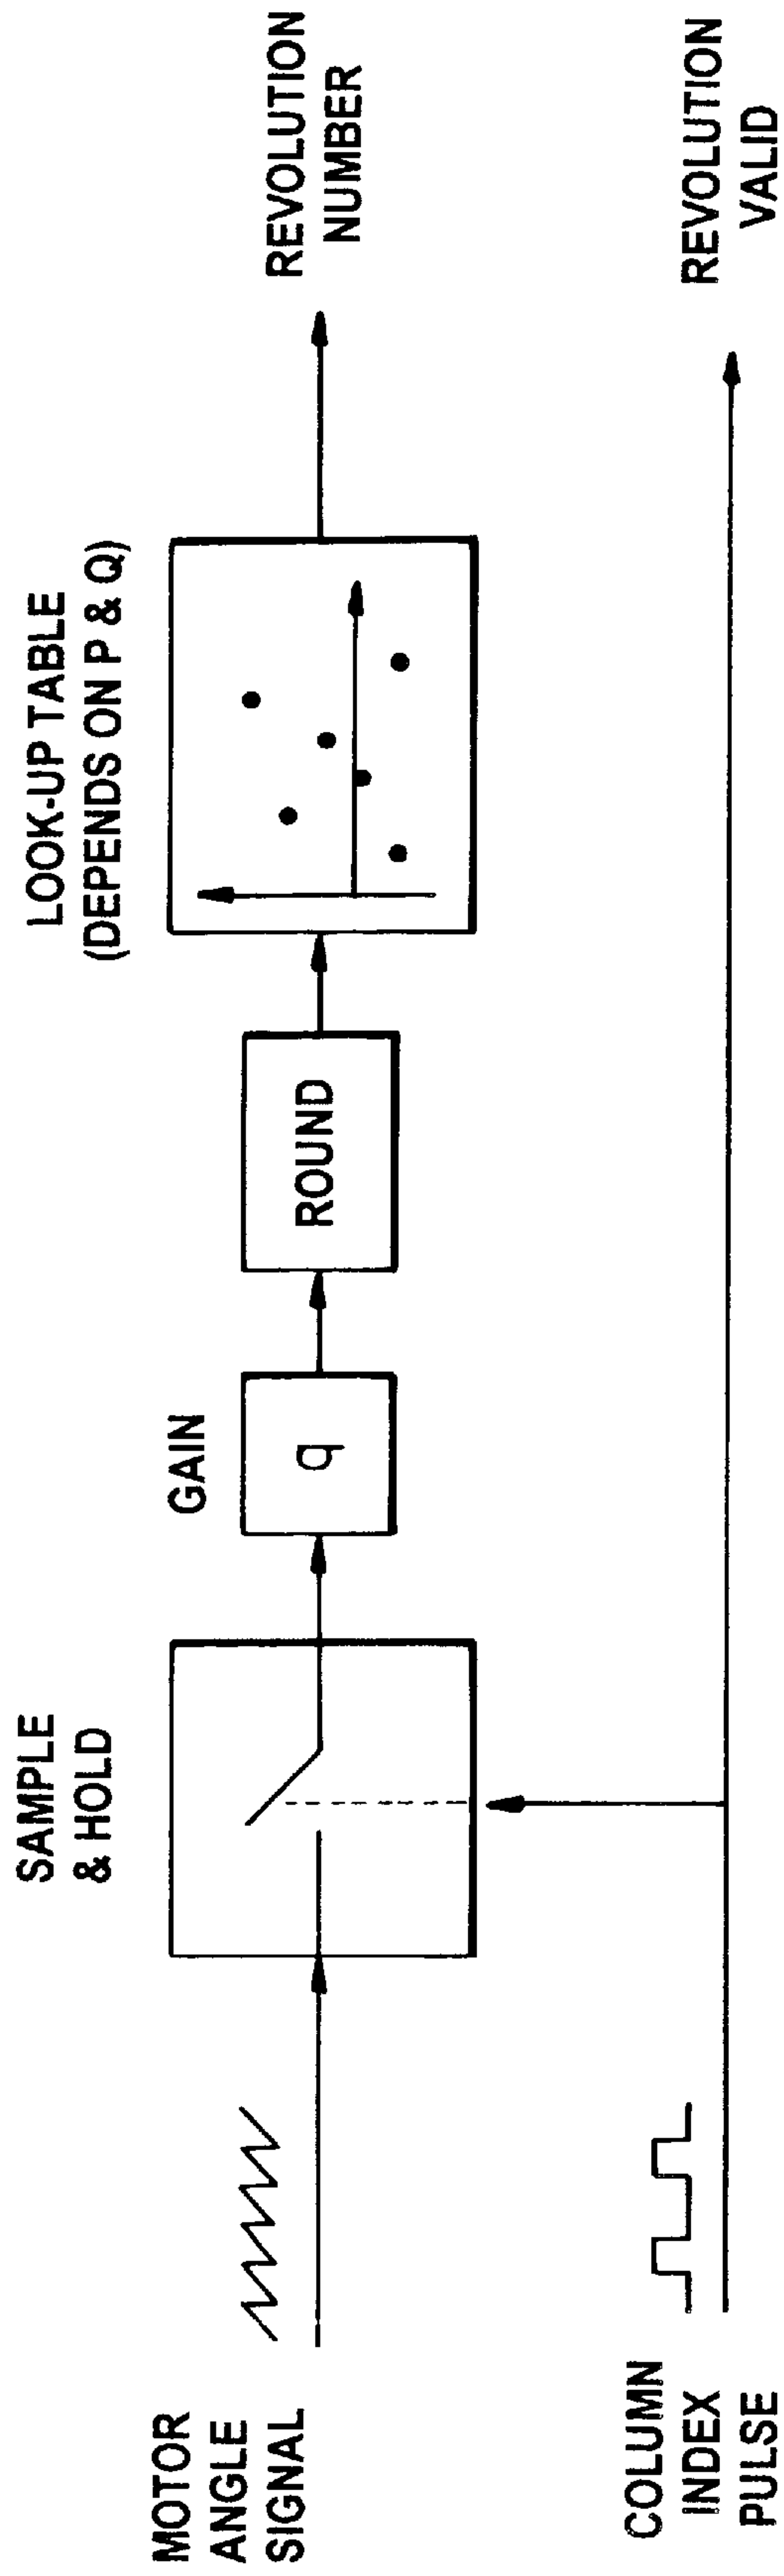 MOTOR
ANGLE
SIGNAL
SAMPLE
& HOLD
GAIN
q
ROUND
LOOK-UP TABLE
(DEPENDS ON P & Q)
REVOLUTION
NUMBER
COLUMN
INDEX
PULSE
REVOLUTION
VALID